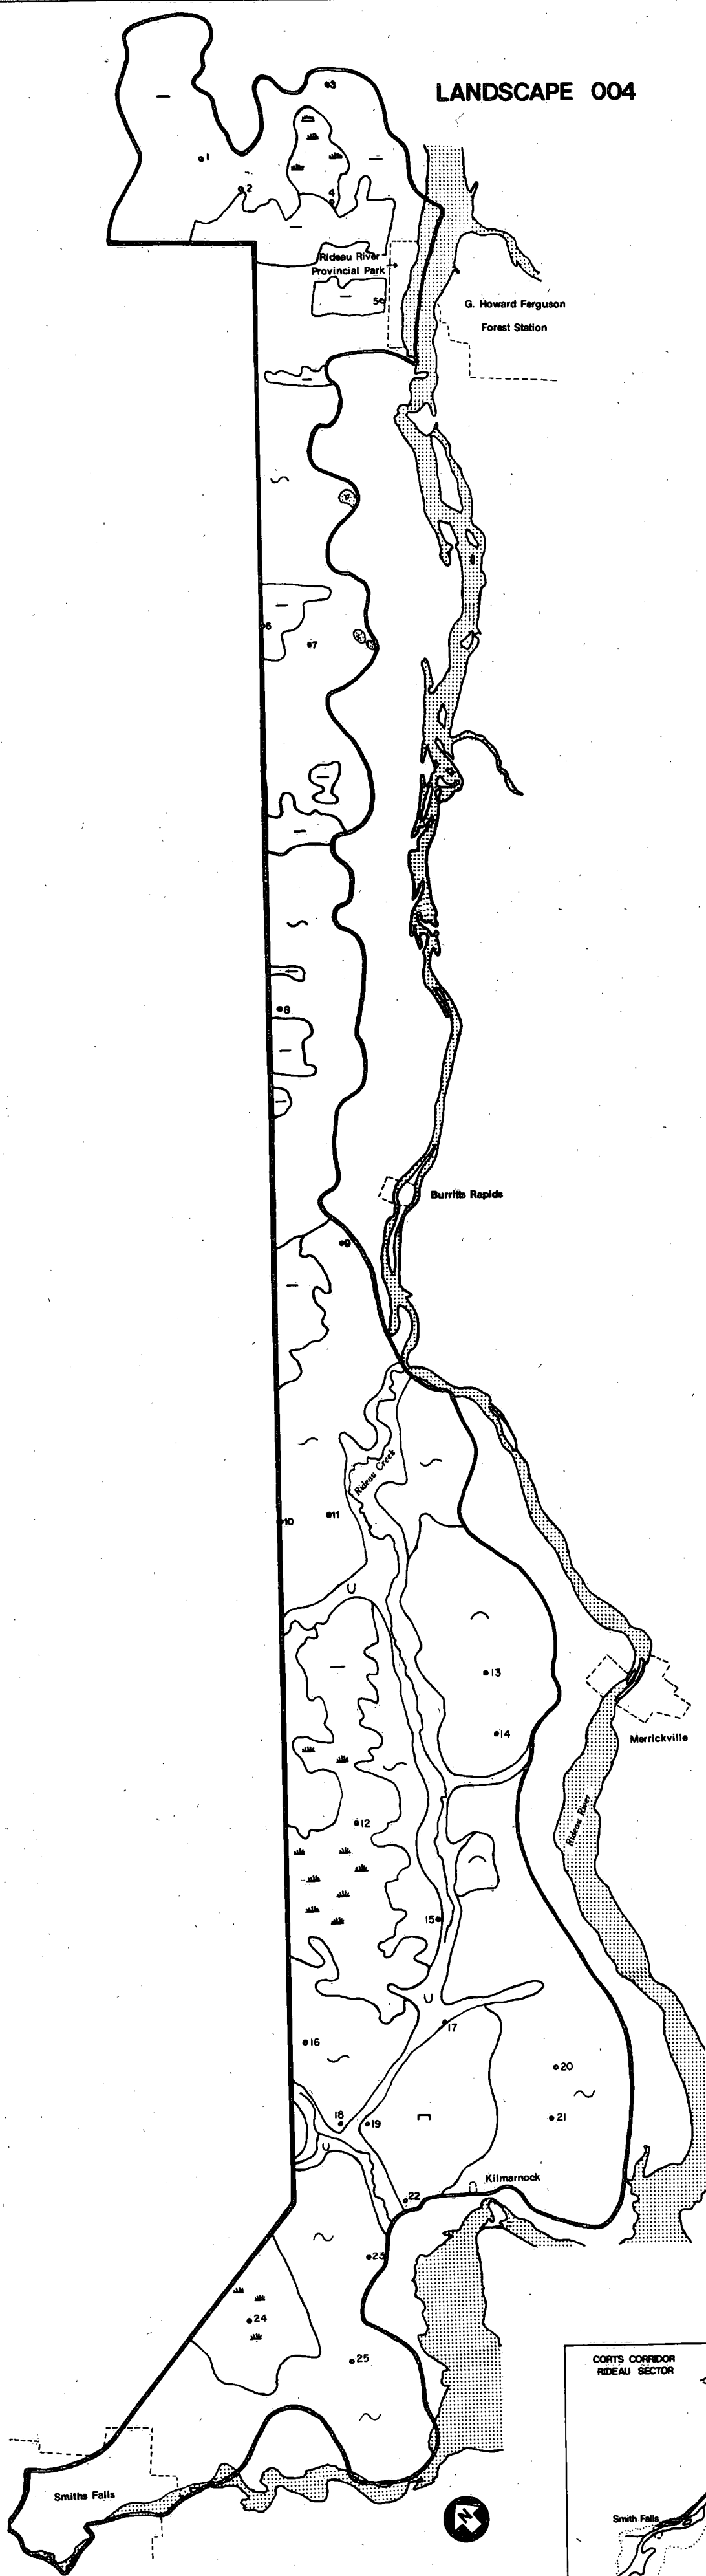 LANDSCAPE 004
3
1
2
4
Rideau River
Provincial Park
5
G. Howard Ferguson
Forest Station
6
7
8
Burritts Rapids
9
Rideau Creek
10
11
13
14
Merrickville
Rideau River
12
15
17
16
20
18
19
21
Kilmarnock
22
23
24
25
CORTS CORRIDOR
RIDEAU SECTOR
Smiths Falls
N
Smith Falls